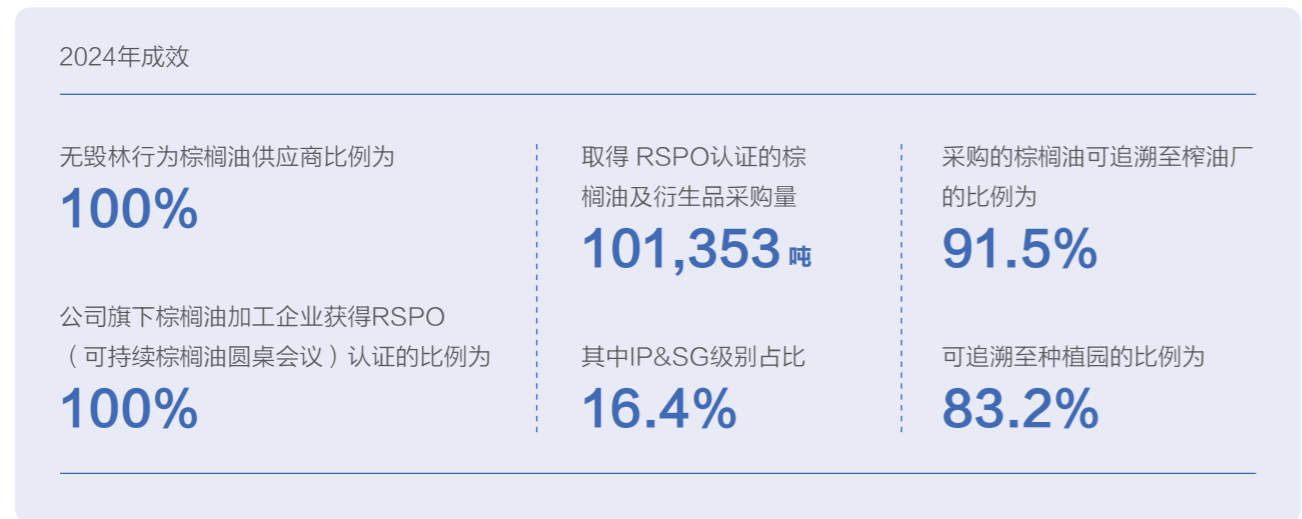 2024年成效
无毁林行为棕榈油供应商比例为
100%
公司旗下棕榈油加工企业获得RSPO
（可持续棕榈油圆桌会议）认证的比例为
100%
取得 RSPO认证的棕
榈油及衍生品采购量
101,353 吨
其中IP&SG级别占比
16.4%
采购的棕榈油可追溯至榨油厂
的比例为
91.5%
可追溯至种植园的比例为
83.2%